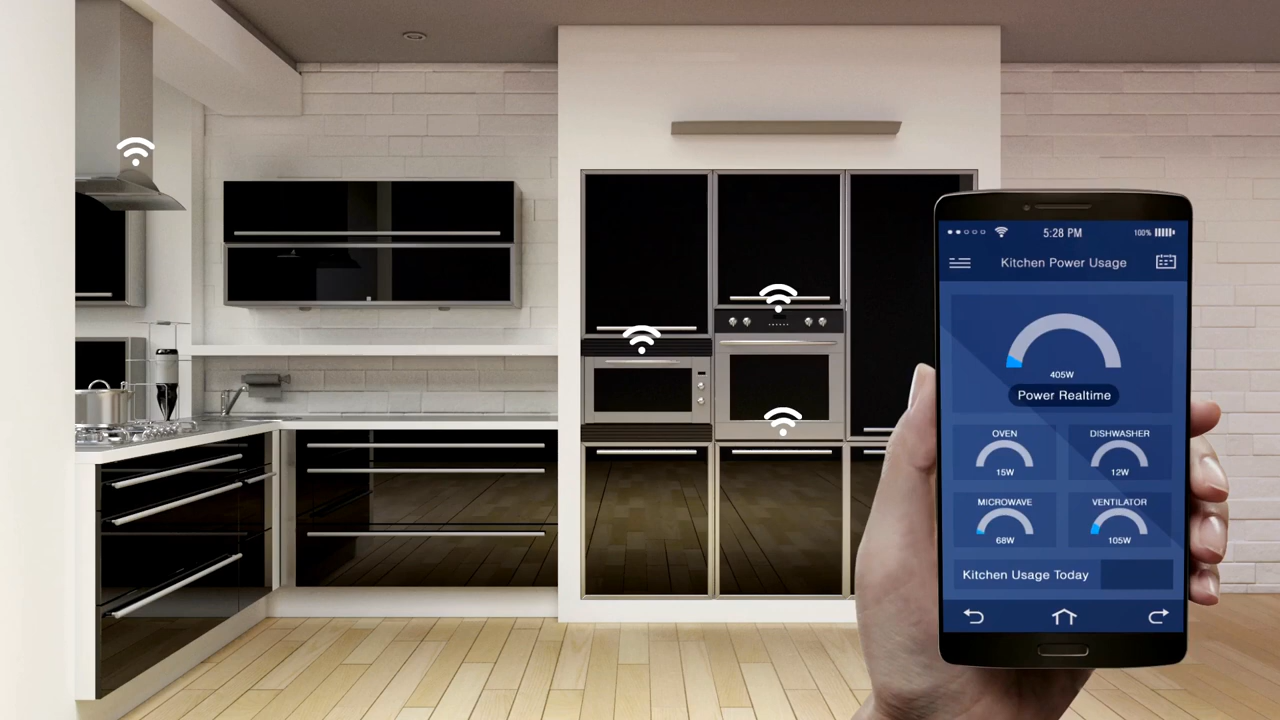 5:28 PM
100%
Kitchen Power Usage
405W
Power Realtime
OVEN
15W
DISHWASHER
12W
MICROWAVE
68W
VENTILATOR
105W
Kitchen Usage Today